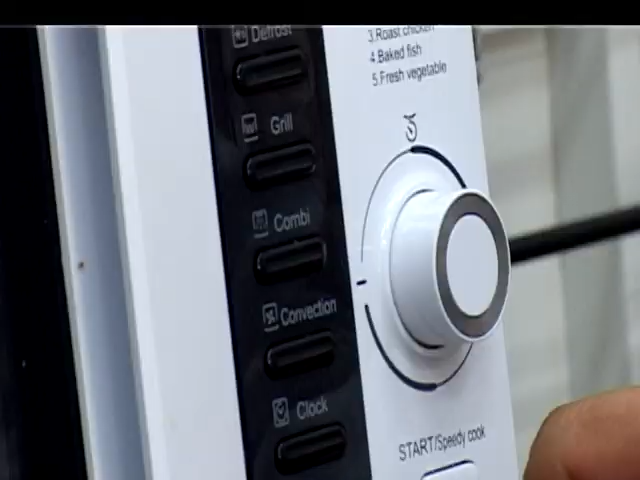 Defrost
Grill
Combi
Convection
Clock
3.Roast chicken
4.Baked fish
5.Fresh vegetable
START/Speedy cook